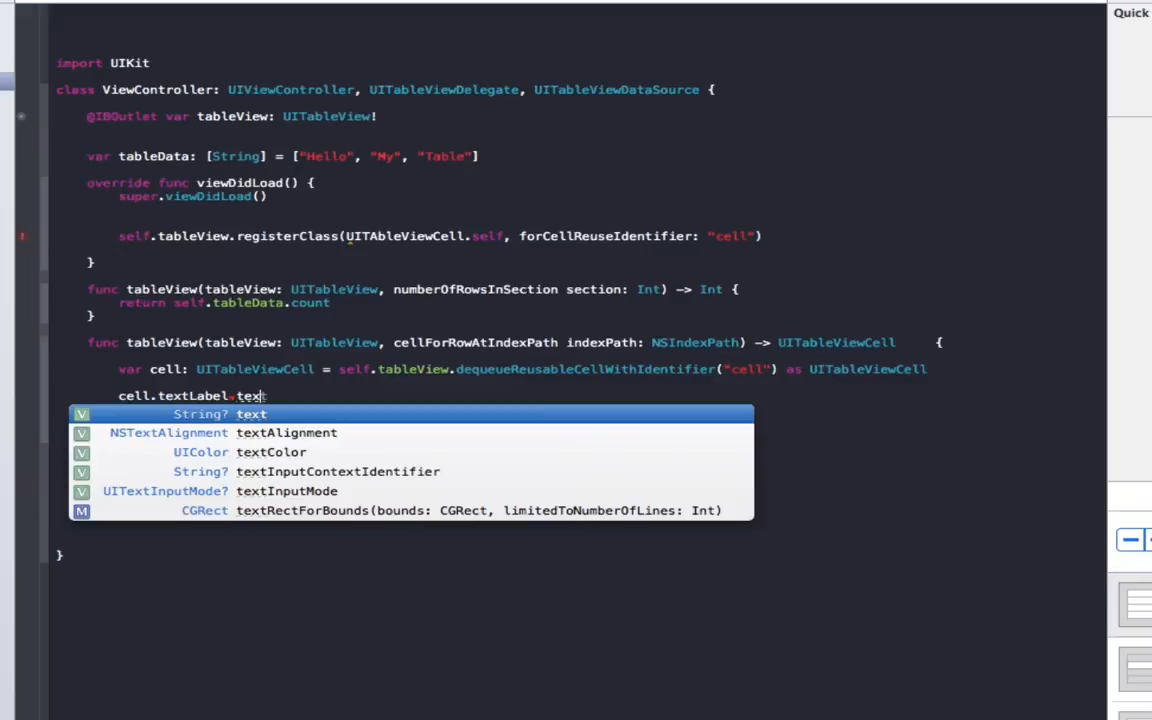 Quick
import UIKit
class ViewController: UIViewController, UITableViewDelegate, UITableViewDataSource {
@IBOutlet var tableView: UITableView!
var tableData: [String] = ["Hello", "My", "Table"]
override func viewDidLoad() {
super.viewDidLoad()
self.tableView.registerClass(UITAbleViewCell.self, forCellReuseIdentifier: "cell")
}
func tableView(tableView: UITableView, numberOfRowsInSection section: Int) -> Int {
return self.tableData.count
}
func tableView(tableView: UITableView, cellForRowAtIndexPath indexPath: NSIndexPath) -> UITableViewCell {
var cell: UITableViewCell = self.tableView.dequeueReusableCellWithIdentifier("cell") as UITableViewCell
cell.textLabel.text
V String? text
V NSTextAlignment textAlignment
V UIColor textColor
V String? textInputContextIdentifier
V UITextInputMode? textInputMode
M CGRect textRectForBounds(bounds: CGRect, limitedToNumberOfLines: Int)
}